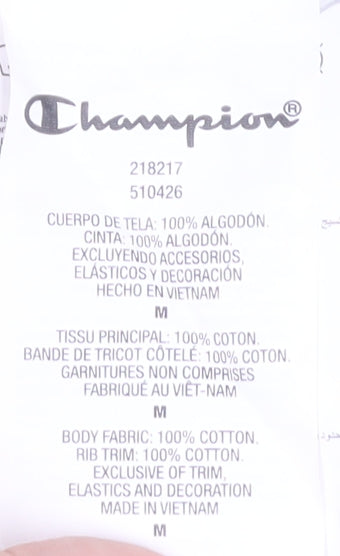 Champion®
218217
510426
CUERPO DE TELA: 100% ALGODÓN.
CINTA: 100% ALGODÓN.
EXCLUYENDO ACCESORIOS,
ELÁSTICOS Y DECORACIÓN
HECHO EN VIETNAM
M
TISSU PRINCIPAL: 100% COTON.
BANDE DE TRICOT CÔTELÉ: 100% COTON.
GARNITURES NON COMPRISES
FABRIQUÉ AU VIÊT-NAM
M
BODY FABRIC: 100% COTTON.
RIB TRIM: 100% COTTON.
EXCLUSIVE OF TRIM,
ELASTICS AND DECORATION
MADE IN VIETNAM
M